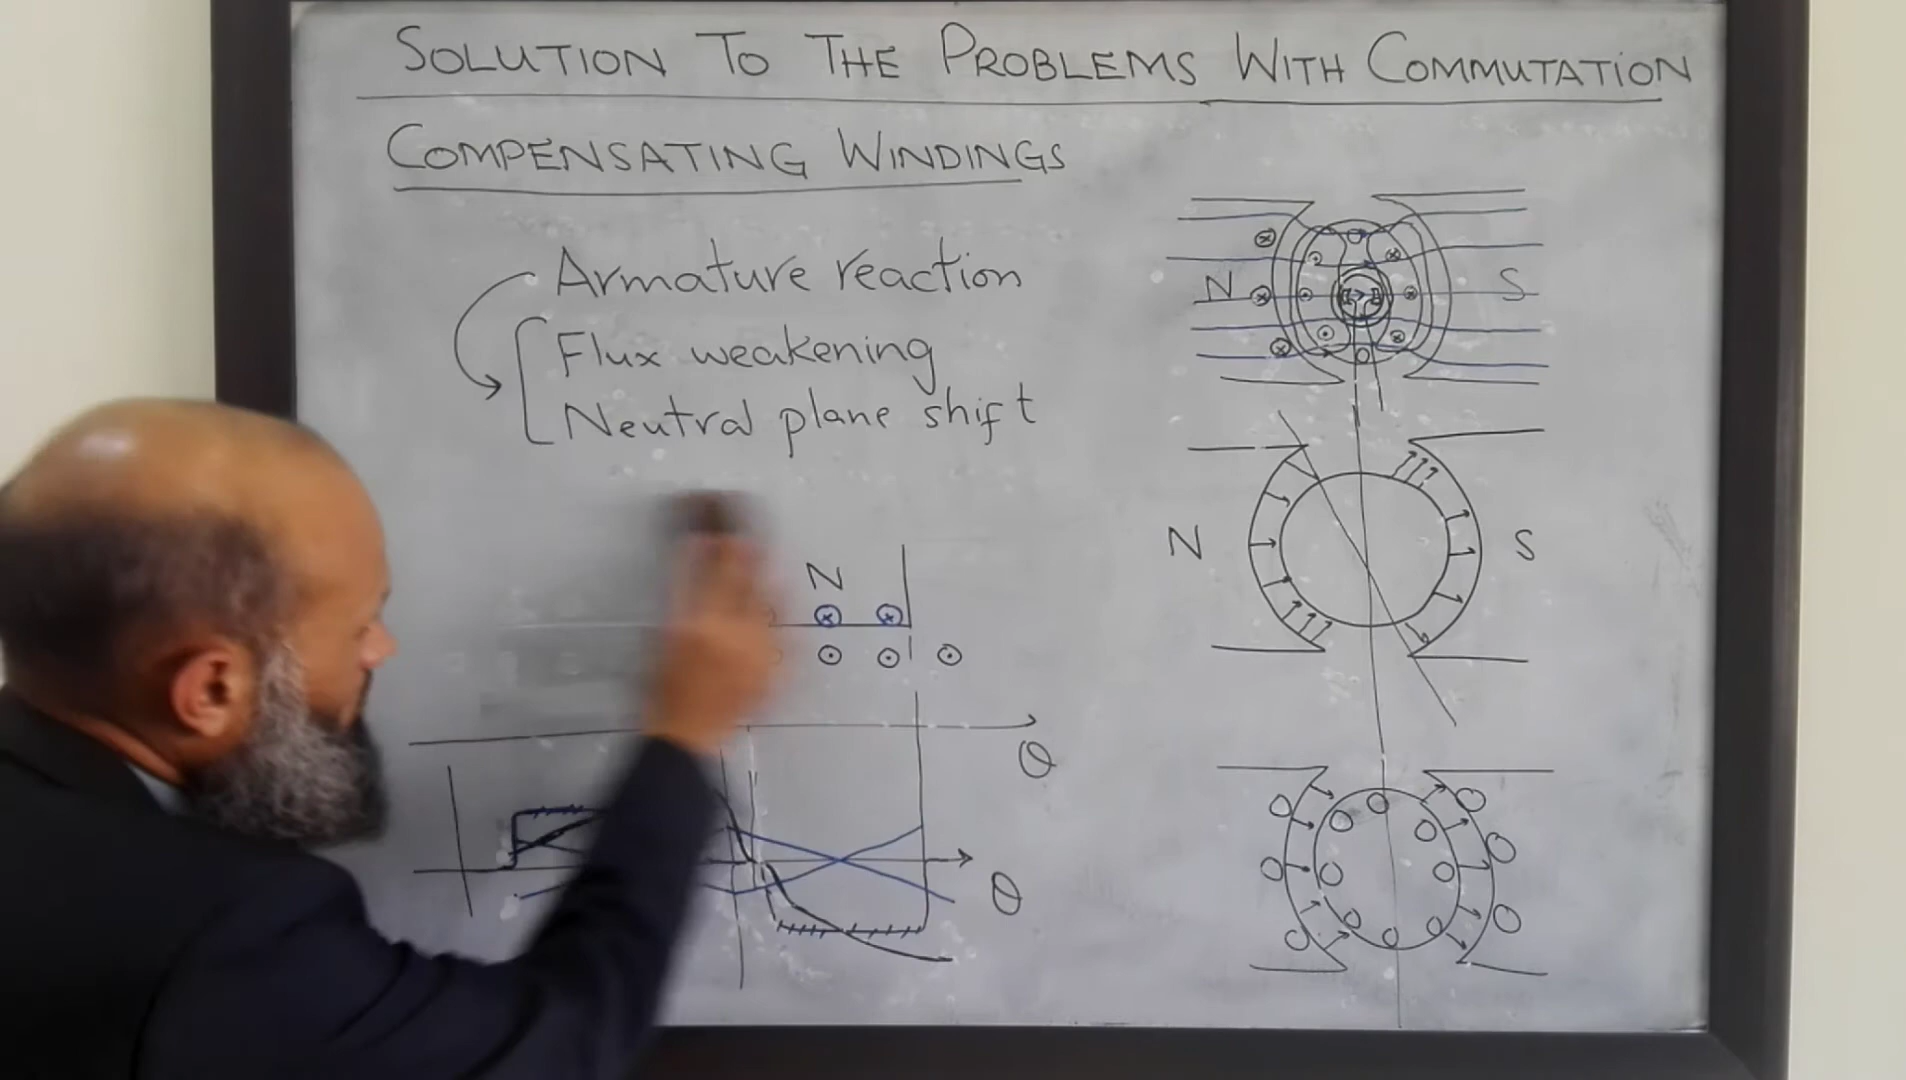 SOLUTION TO THE PROBLEMS WITH COMMUTATION
COMPENSATING WINDINGS
Armature reaction
Flux weakening
Neutral plane shift
N S
N S
N
θ
θ